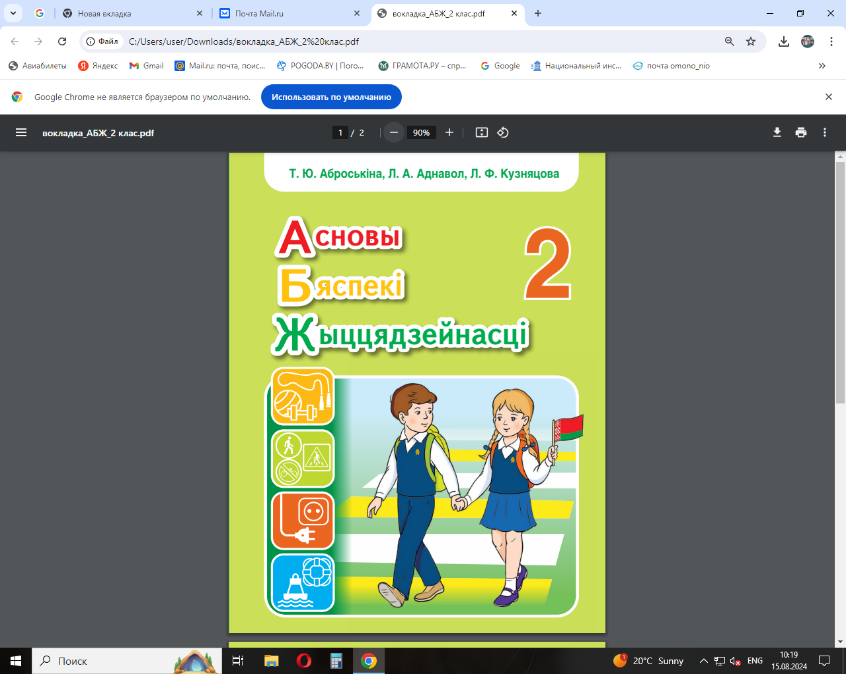 Новая вкладка
Почта Mail.ru
вокладка_АБЖ_2 клас.pdf
Файл
C:/Users/user/Downloads/вокладка_АБЖ_2%20клас.pdf
Авиабилеты
Яндекс
Gmail
Mail.ru: почта, поис...
POGODA.BY | Пого...
ГРАМОТА.РУ – спр...
Google
Национальный инс...
почта omono_nio
Google Chrome не является браузером по умолчанию.
Использовать по умолчанию
вокладка_АБЖ_2 клас.pdf
1 / 2
90%
Т. Ю. Аброськіна, Л. А. Аднавол, Л. Ф. Кузняцова
Асновы
Бяспекі
Жыццядзейнасці
2
Поиск
20°C Sunny
ENG
10:19
15.08.2024